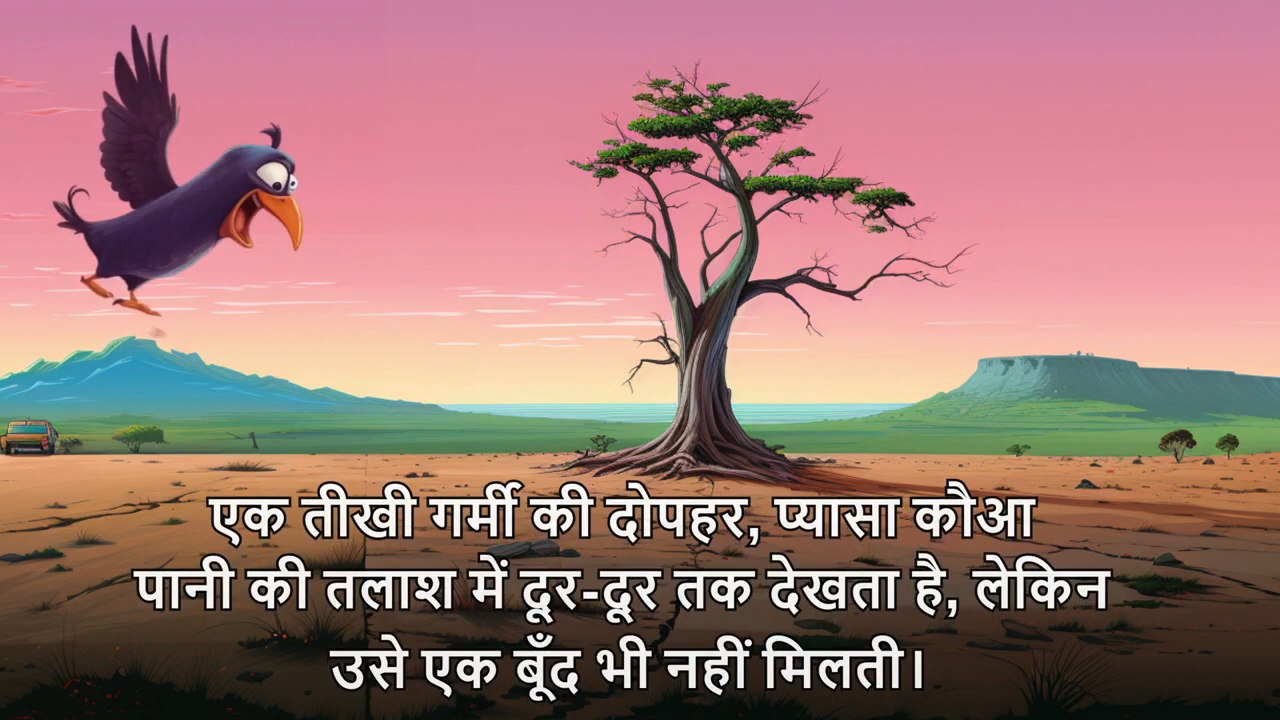 एक तीखी गर्मी की दोपहर, प्यासा कौआ
पानी की तलाश में दूर-दूर तक देखता है, लेकिन
उसे एक बूँद भी नहीं मिलती।